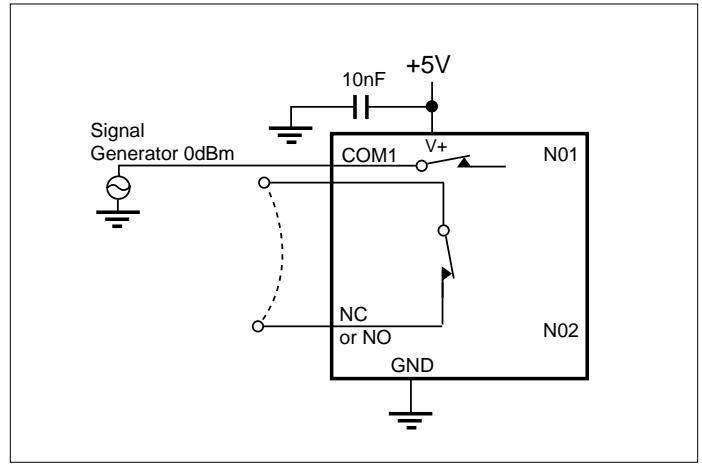 +5V
10nF
Signal
Generator 0dBm
V+
COM1
N01
NC
or NO
N02
GND